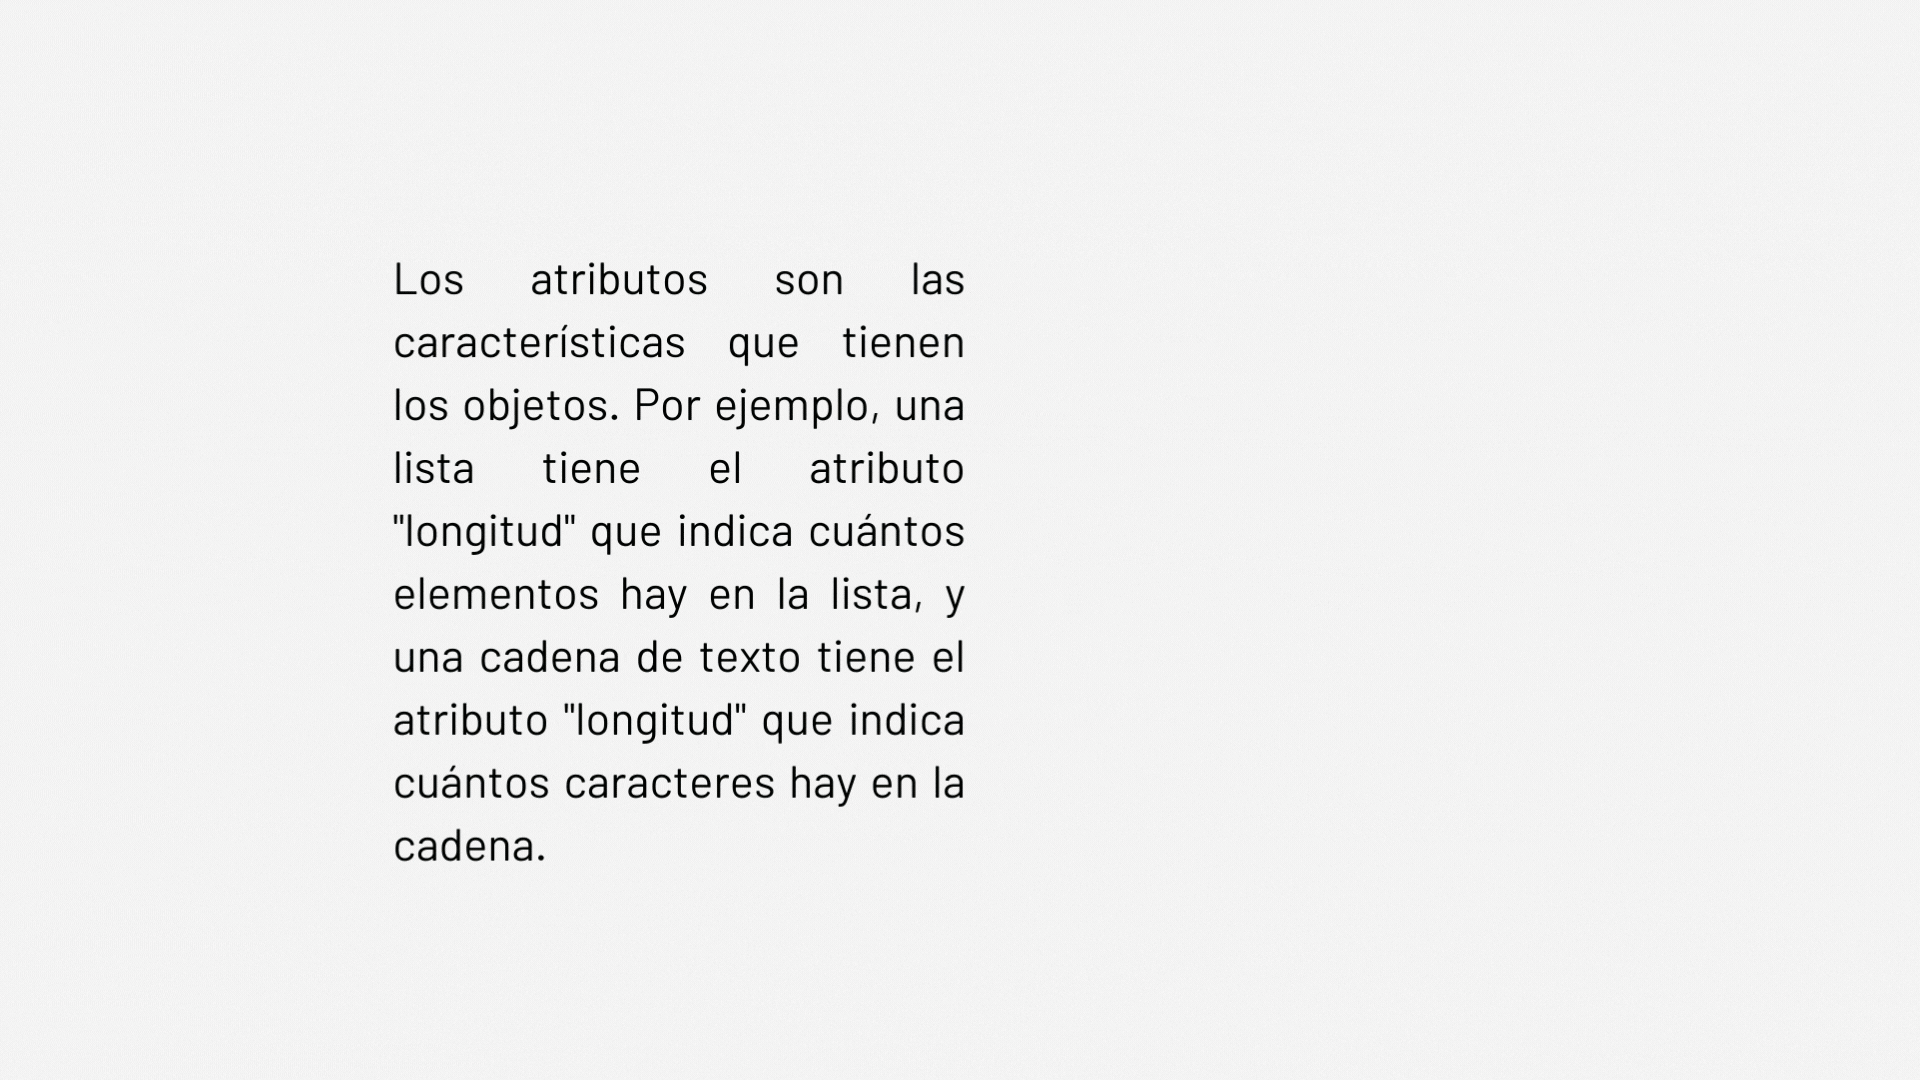 Los atributos son las
características que tienen
los objetos. Por ejemplo, una
lista tiene el atributo
"longitud" que indica cuántos
elementos hay en la lista, y
una cadena de texto tiene el
atributo "longitud" que indica
cuántos caracteres hay en la
cadena.